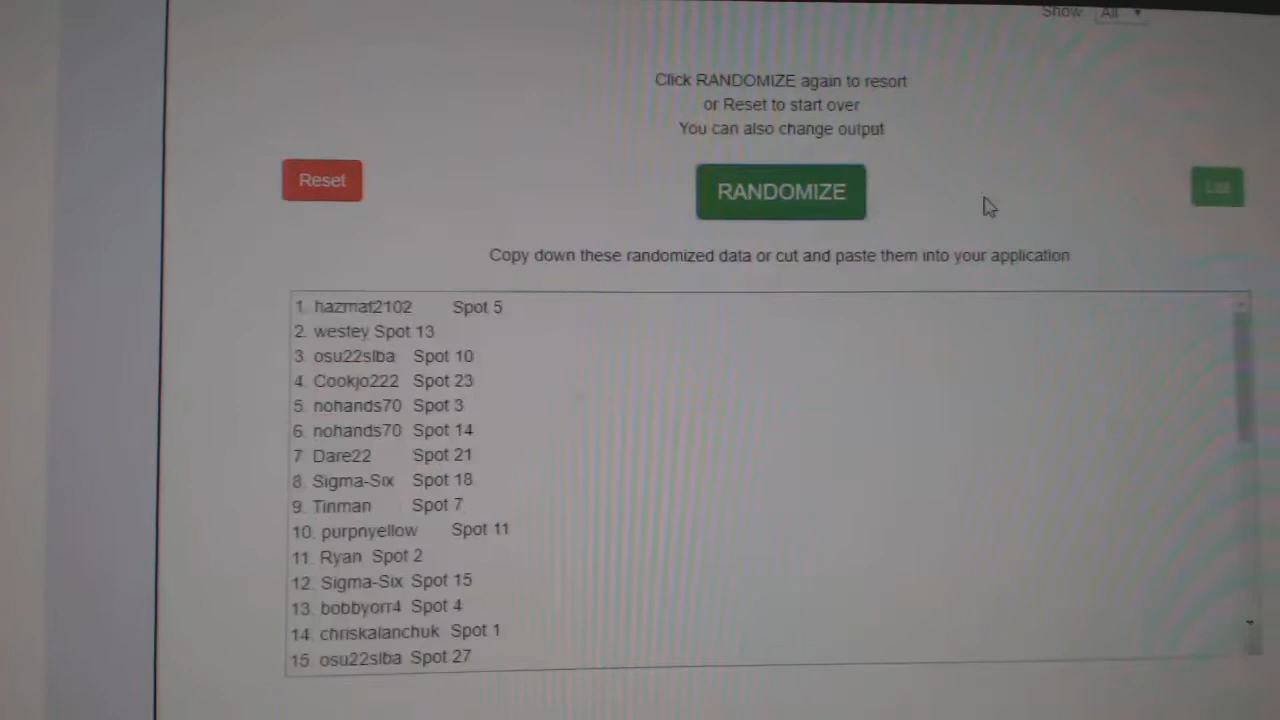 Show All
Click RANDOMIZE again to resort
or Reset to start over
You can also change output
Reset
RANDOMIZE
List
Copy down these randomized data or cut and paste them into your application
1. hazmat2102 Spot 5
2. westey Spot 13
3. osu22slba Spot 10
4. Cookjo222 Spot 23
5. nohands70 Spot 3
6. nohands70 Spot 14
7. Dare22 Spot 21
8. Sigma-Six Spot 18
9. Tinman Spot 7
10. purpnyellow Spot 11
11. Ryan Spot 2
12. Sigma-Six Spot 15
13. bobbyorr4 Spot 4
14. chriskalanchuk Spot 1
15. osu22slba Spot 27